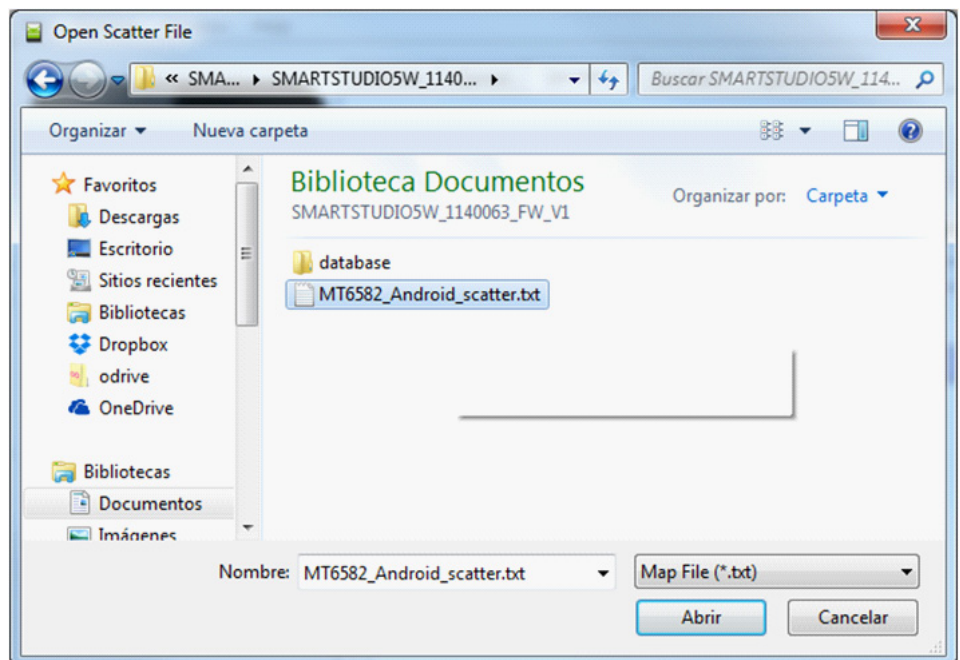 Open Scatter File
« SMA... ▸ SMARTSTUDIO5W_1140... ▸
Buscar SMARTSTUDIO5W_114...
Organizar
Nueva carpeta
Favoritos
Descargas
Escritorio
Sitios recientes
Bibliotecas
Dropbox
odrive
OneDrive
Bibliotecas
Documentos
Imágenes
Biblioteca Documentos
SMARTSTUDIO5W_1140063_FW_V1
Organizar por: Carpeta
database
MT6582_Android_scatter.txt
Nombre: MT6582_Android_scatter.txt
Map File (*.txt)
Abrir
Cancelar